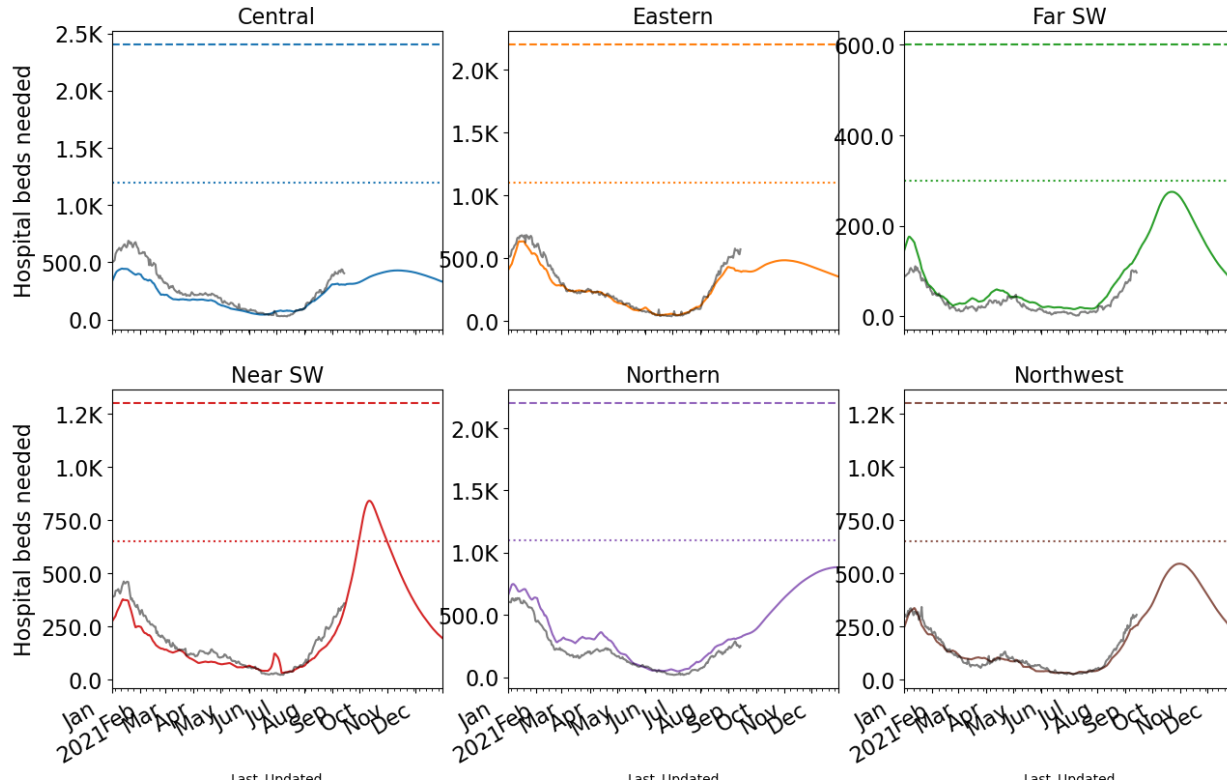 Central
Eastern
Far SW
Hospital beds needed
2.5K
2.0K
1.5K
1.0K
500.0
0.0
2.0K
1.5K
1.0K
500.0
0.0
600.0
400.0
200.0
0.0
Near SW
Northern
Northwest
Hospital beds needed
1.2K
1.0K
750.0
500.0
250.0
0.0
2.0K
1.5K
1.0K
500.0
0.0
1.2K
1.0K
750.0
500.0
250.0
0.0
Jan
2021
Feb
Mar
Apr
May
Jun
Jul
Aug
Sep
Oct
Nov
Dec
Jan
2021
Feb
Mar
Apr
May
Jun
Jul
Aug
Sep
Oct
Nov
Dec
Jan
2021
Feb
Mar
Apr
May
Jun
Jul
Aug
Sep
Oct
Nov
Dec
Last Updated
Last Updated
Last Updated